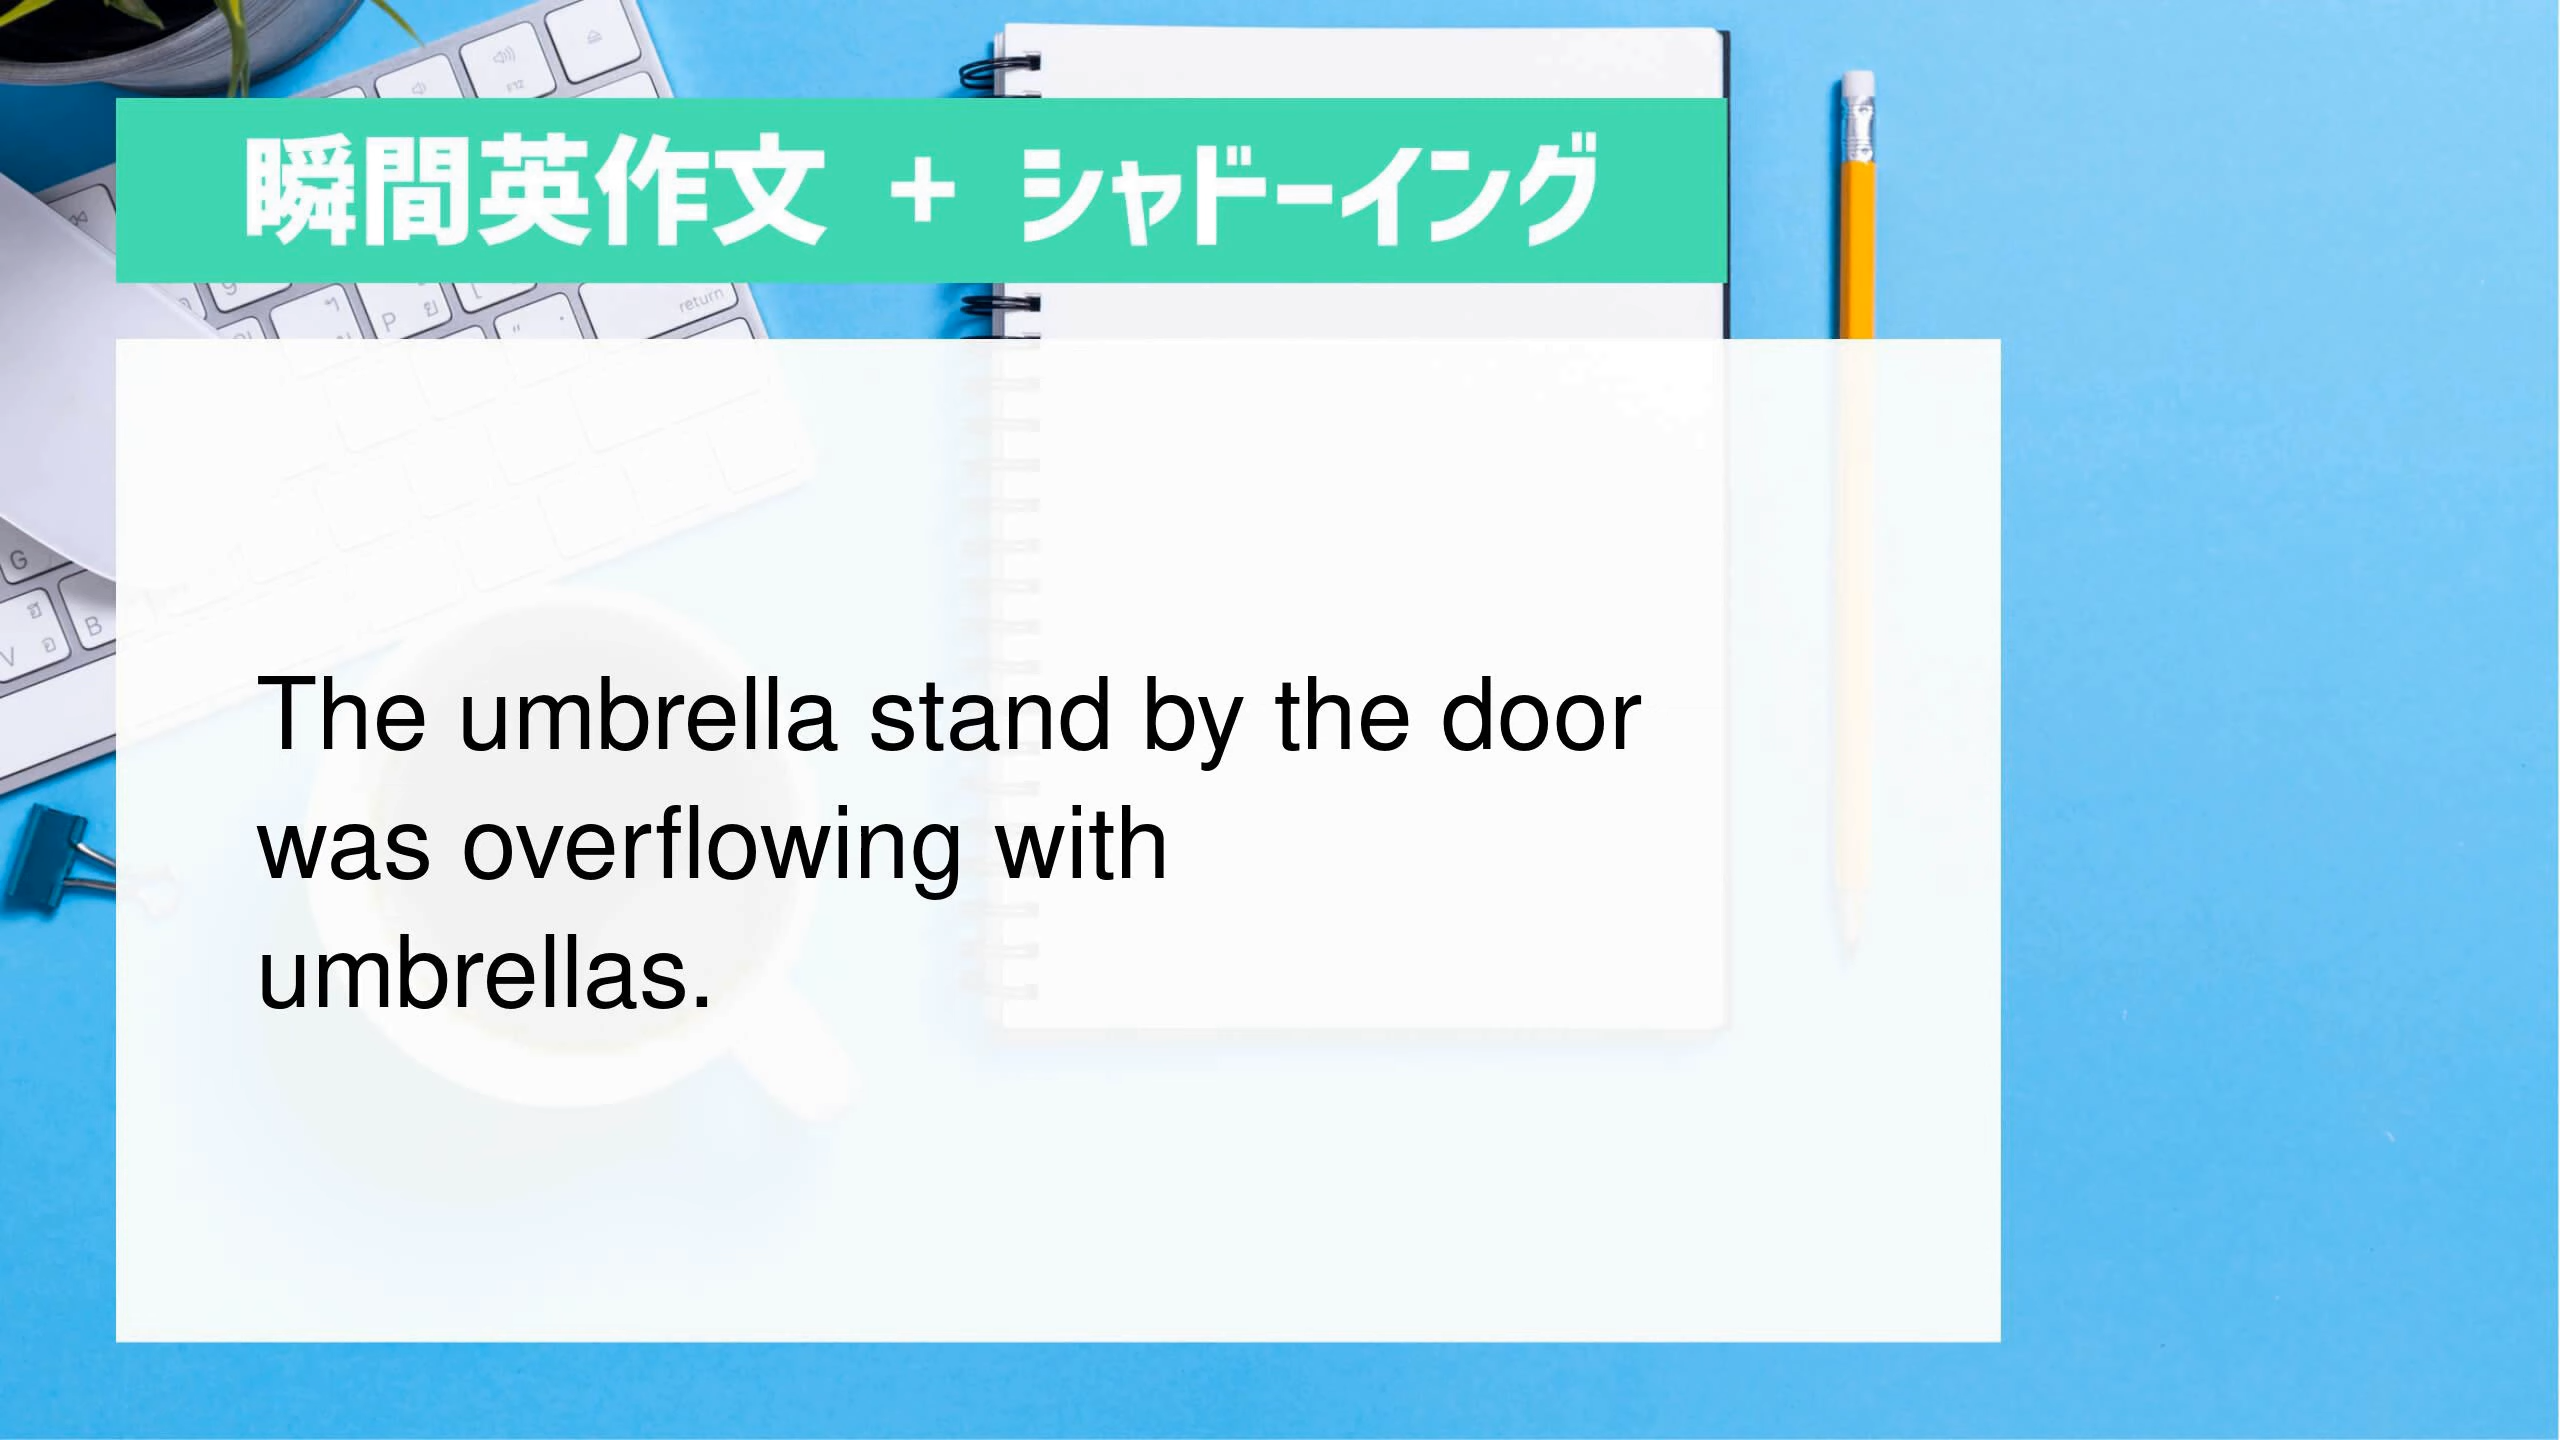 瞬間英作文 + シャドーイング
The umbrella stand by the door
was overflowing with
umbrellas.